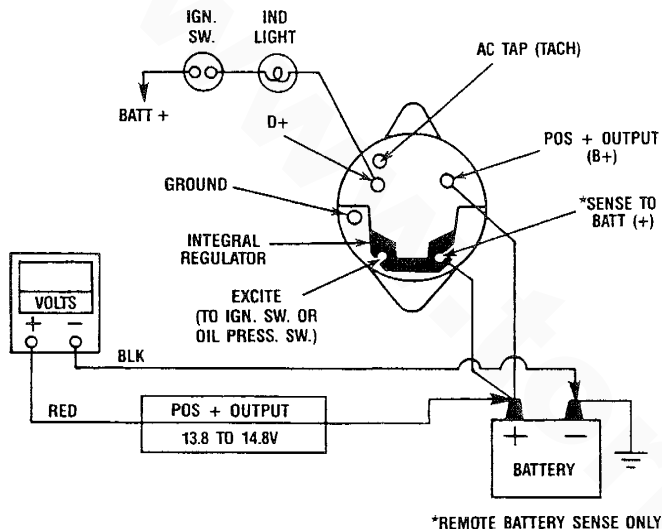 IGN.
SW.
IND
LIGHT
AC TAP (TACH)
BATT +
D+
POS + OUTPUT
(B+)
GROUND
*SENSE TO
BATT (+)
INTEGRAL
REGULATOR
EXCITE
(TO IGN. SW. OR
OIL PRESS. SW.)
VOLTS
+ −
BLK
RED
POS + OUTPUT
13.8 TO 14.8V
+ −
BATTERY
*REMOTE BATTERY SENSE ONLY